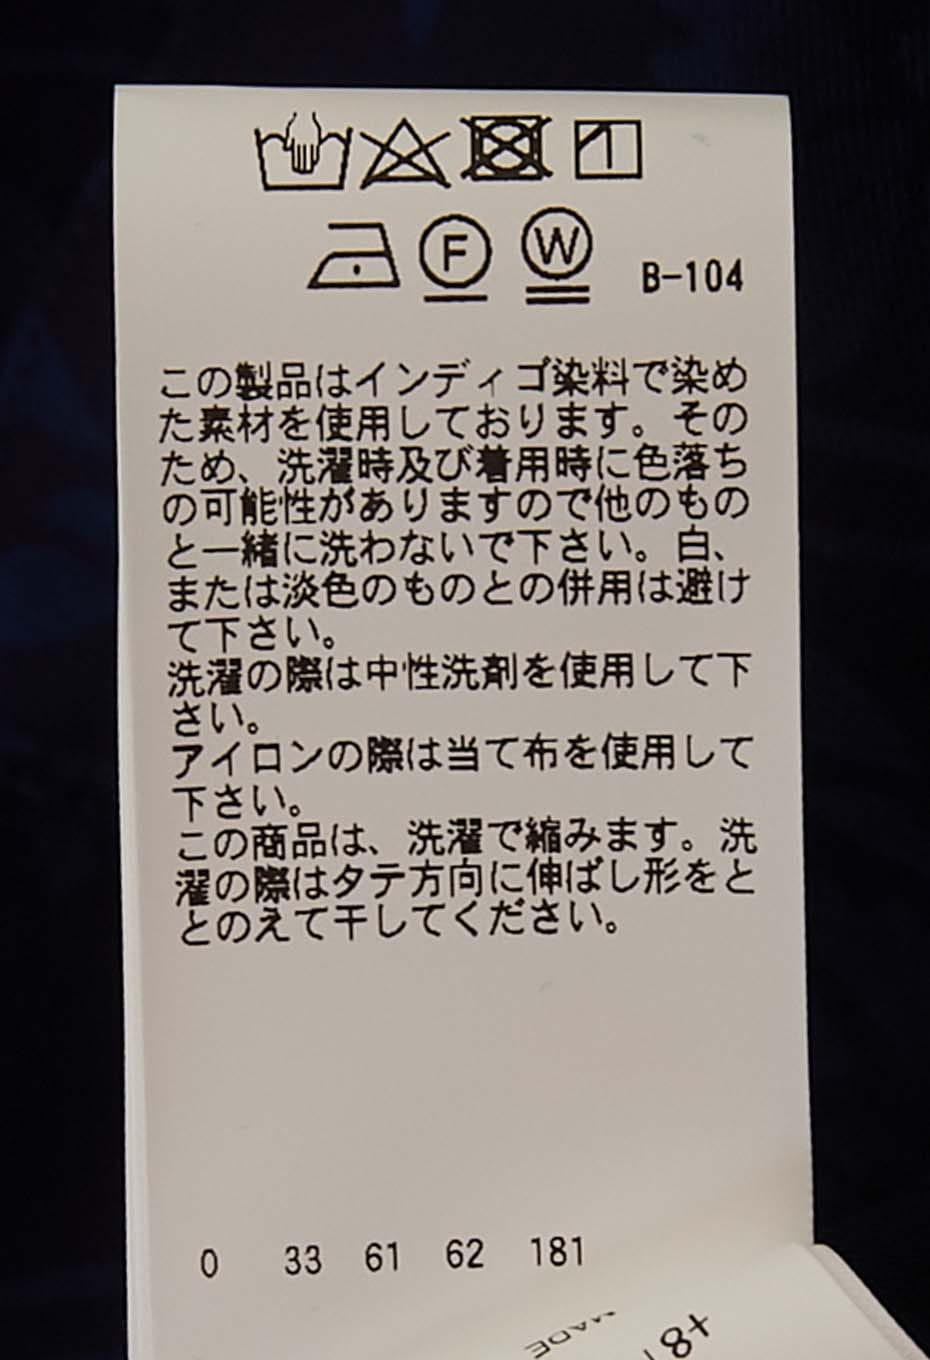 F W B-104
この製品はインディゴ染料で染め
た素材を使用しております。その
ため、洗濯時及び着用時に色落ち
の可能性がありますので他のもの
と一緒に洗わないで下さい。白、
または淡色のものとの併用は避け
て下さい。
洗濯の際は中性洗剤を使用して下
さい。
アイロンの際は当て布を使用して
下さい。
この商品は、洗濯で縮みます。洗
濯の際はタテ方向に伸ばし形をと
とのえて干してください。
0 33 61 62 181
MADE